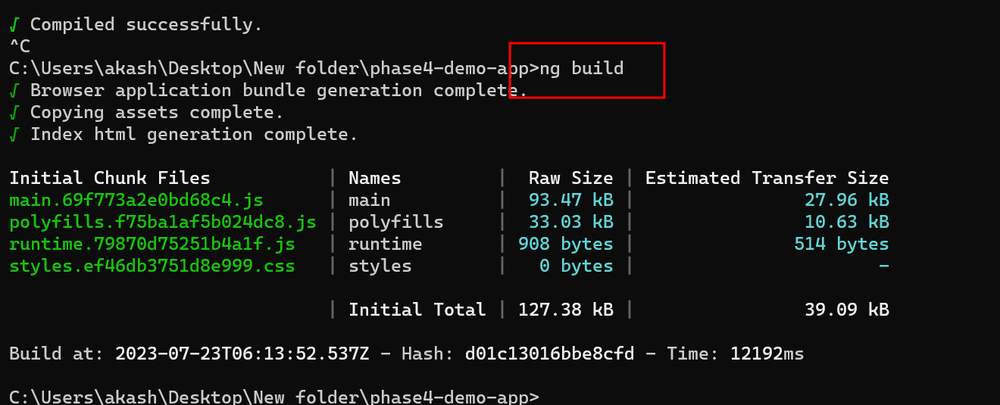 √ Compiled successfully.
^C
C:\Users\akash\Desktop\New folder\phase4-demo-app>ng build
√ Browser application bundle generation complete.
√ Copying assets complete.
√ Index html generation complete.
Initial Chunk Files | Names | Raw Size | Estimated Transfer Size
main.69f773a2e0bd68c4.js | main | 93.47 kB | 27.96 kB
polyfills.f75ba1af5b024dc8.js | polyfills | 33.03 kB | 10.63 kB
runtime.79870d75251b4a1f.js | runtime | 908 bytes | 514 bytes
styles.ef46db3751d8e999.css | styles | 0 bytes | -
| Initial Total | 127.38 kB | 39.09 kB
Build at: 2023-07-23T06:13:52.537Z - Hash: d01c13016bbe8cfd - Time: 12192ms
C:\Users\akash\Desktop\New folder\phase4-demo-app>